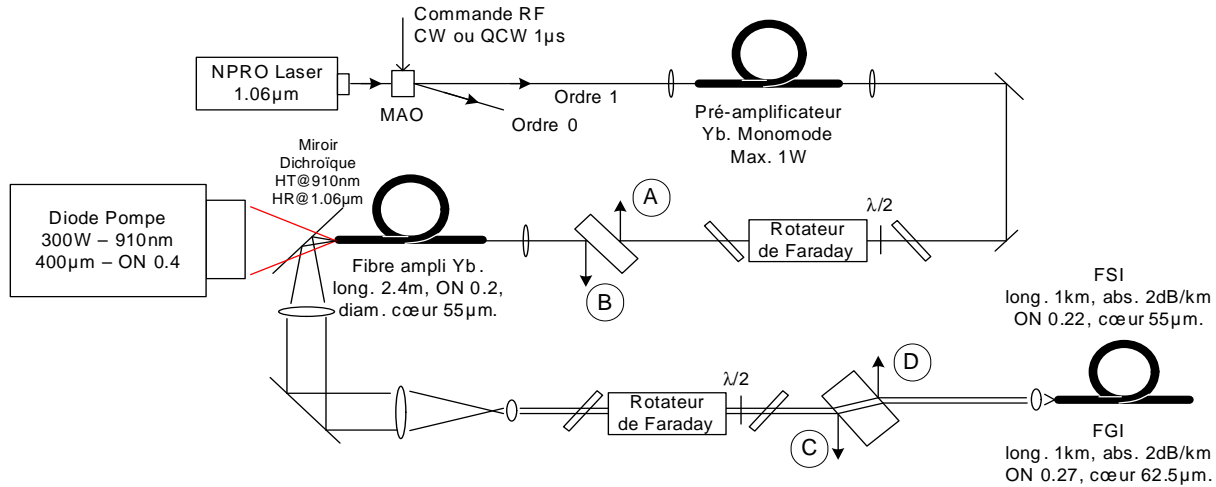 Commande RF
CW ou QCW 1µs
NPRO Laser
1.06µm
MAO
Ordre 1
Ordre 0
Pré-amplificateur
Yb. Monomode
Max. 1W
Miroir
Dichroïque
HT@910nm
HR@1.06µm
Diode Pompe
300W – 910nm
400µm – ON 0.4
Fibre ampli Yb.
long. 2.4m, ON 0.2,
diam. cœur 55µm.
A
B
Rotateur
de Faraday
λ/2
FSI
long. 1km, abs. 2dB/km
ON 0.22, cœur 55µm.
Rotateur
de Faraday
λ/2
C
D
FGI
long. 1km, abs. 2dB/km
ON 0.27, cœur 62.5µm.